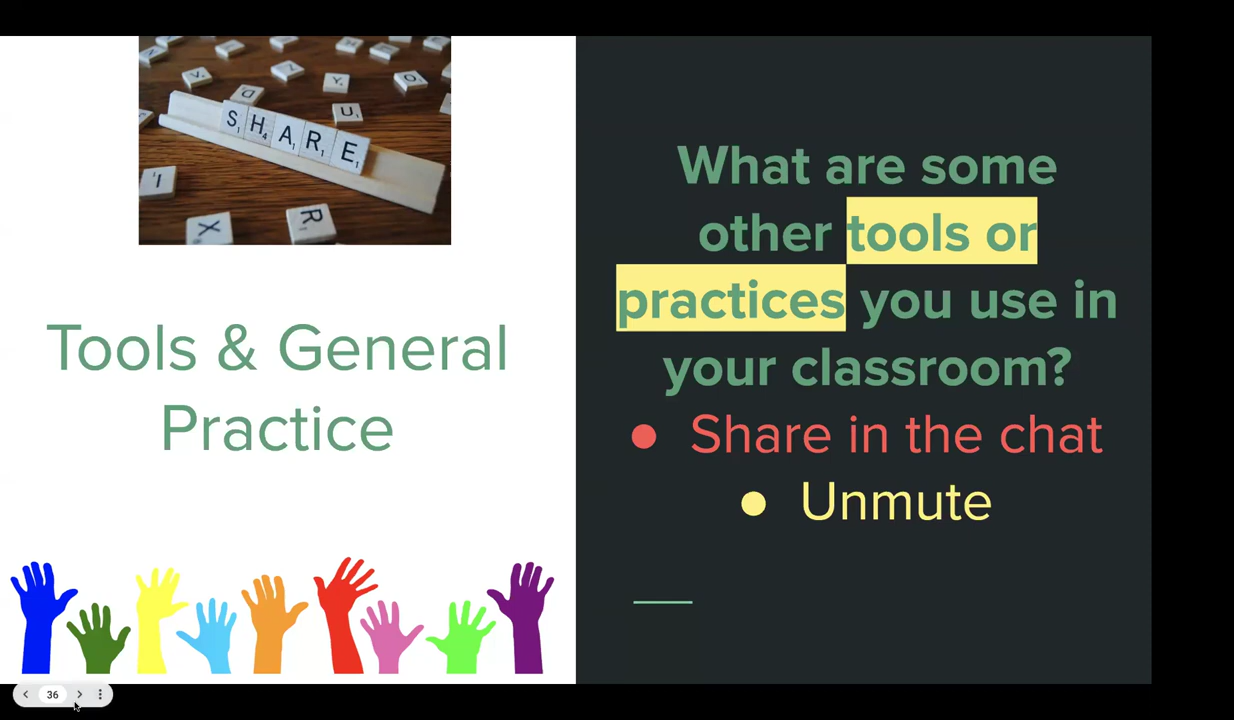 SHARE
Tools & General
Practice
What are some
other tools or
practices you use in
your classroom?
● Share in the chat
● Unmute
36